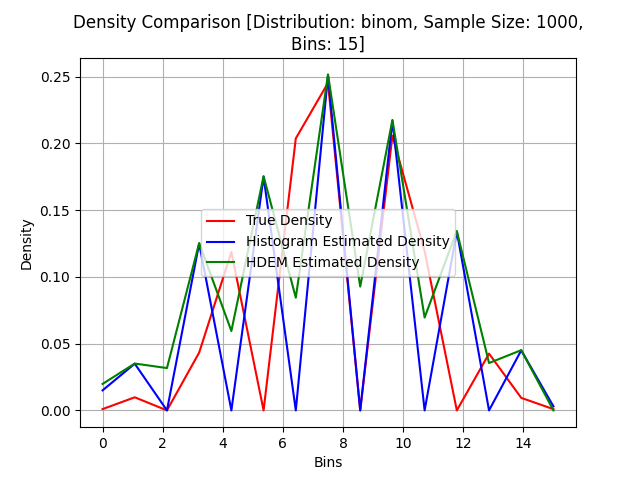 Density Comparison [Distribution: binom, Sample Size: 1000,
Bins: 15]
0.25
0.20
0.15
0.10
0.05
0.00
Density
True Density
Histogram Estimated Density
HDEM Estimated Density
0 2 4 6 8 10 12 14
Bins